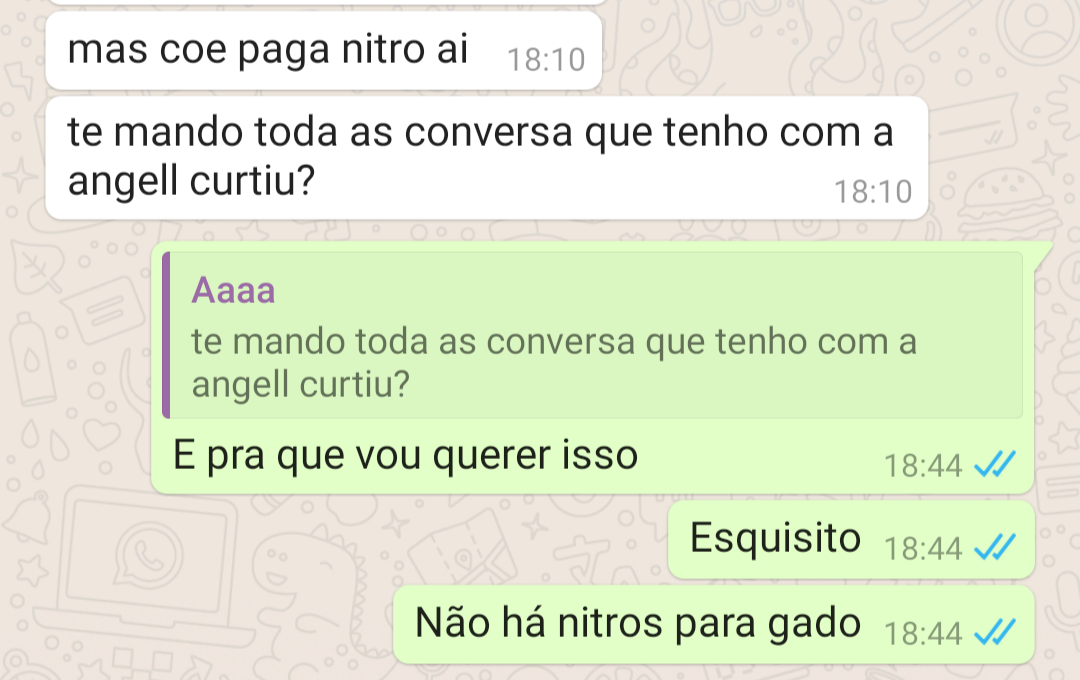 mas coe paga nitro ai 18:10
te mando toda as conversa que tenho com a
angell curtiu? 18:10
Aaaa
te mando toda as conversa que tenho com a
angell curtiu?
E pra que vou querer isso 18:44
Esquisito 18:44
Não há nitros para gado 18:44